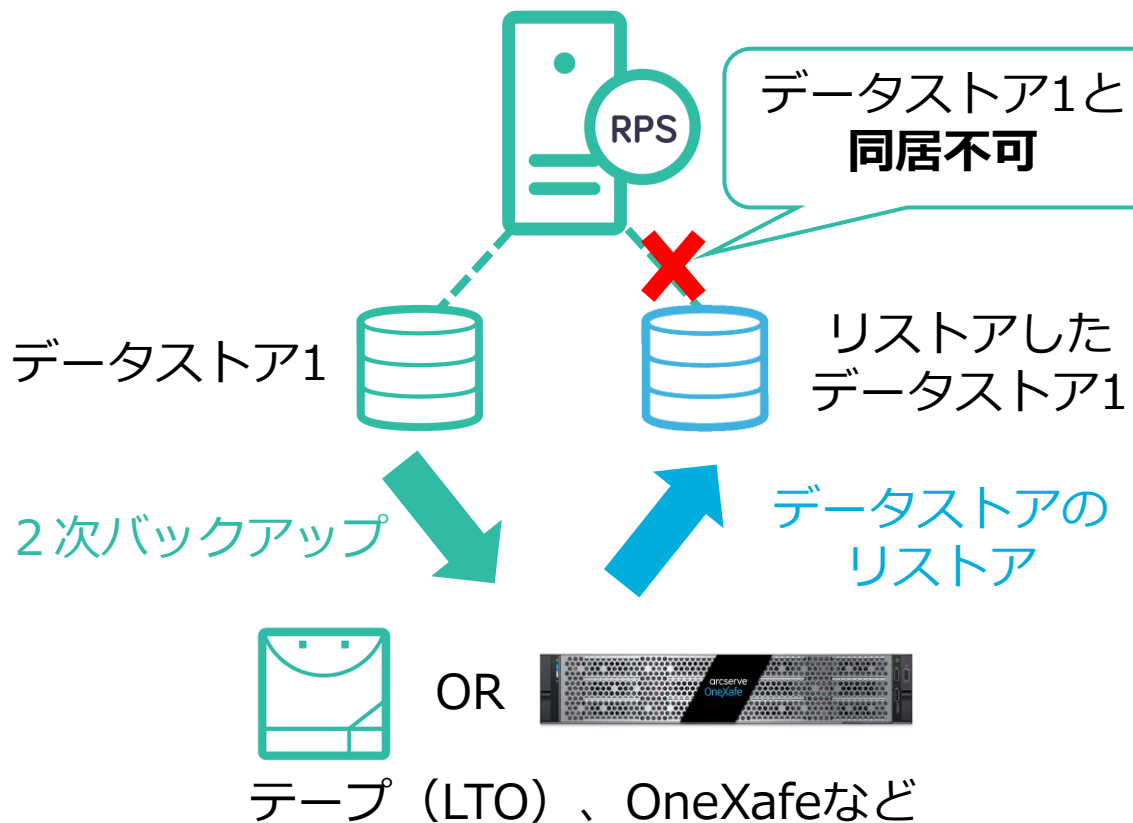 RPS
データストア1と
同居不可
データストア1
リストアした
データストア1
２次バックアップ
データストアの
リストア
OR
arcserve
OneXafe
テープ（LTO）、OneXafeなど